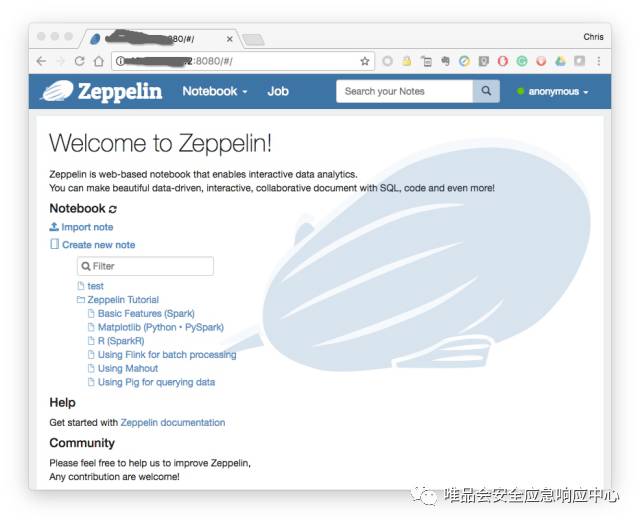 Chris
:8080/#/
2:8080/#/
Zeppelin
Notebook
Job
Search your Notes
anonymous
Welcome to Zeppelin!
Zeppelin is web-based notebook that enables interactive data analytics.
You can make beautiful data-driven, interactive, collaborative document with SQL, code and even more!
Notebook
Import note
Create new note
Filter
test
Zeppelin Tutorial
Basic Features (Spark)
Matplotlib (Python • PySpark)
R (SparkR)
Using Flink for batch processing
Using Mahout
Using Pig for querying data
Help
Get started with Zeppelin documentation
Community
Please feel free to help us to improve Zeppelin,
Any contribution are welcome!
唯品会安全应急响应中心